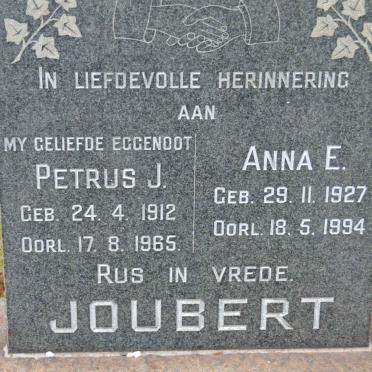 IN LIEFDEVOLLE HERINNERING
AAN
MY GELIEFDE EGGENOOT
PETRUS J.
GEB. 24. 4. 1912
OORL. 17. 8. 1965.
ANNA E.
GEB. 29. 11. 1927
OORL. 18. 5. 1994
RUS IN VREDE.
JOUBERT